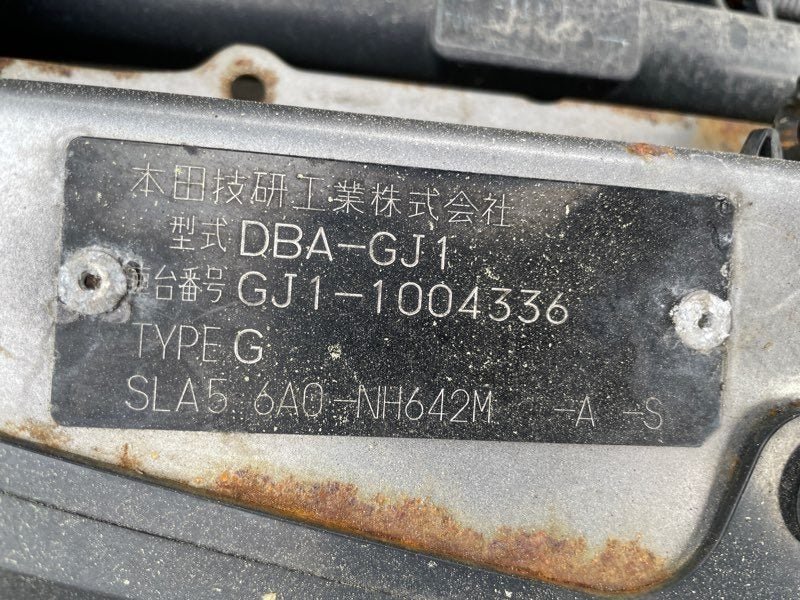 本田技研工業株式会社
型式 DBA-GJ1
車台番号 GJ1-1004336
TYPE G
SLA5 6A0-NH642M -A -S